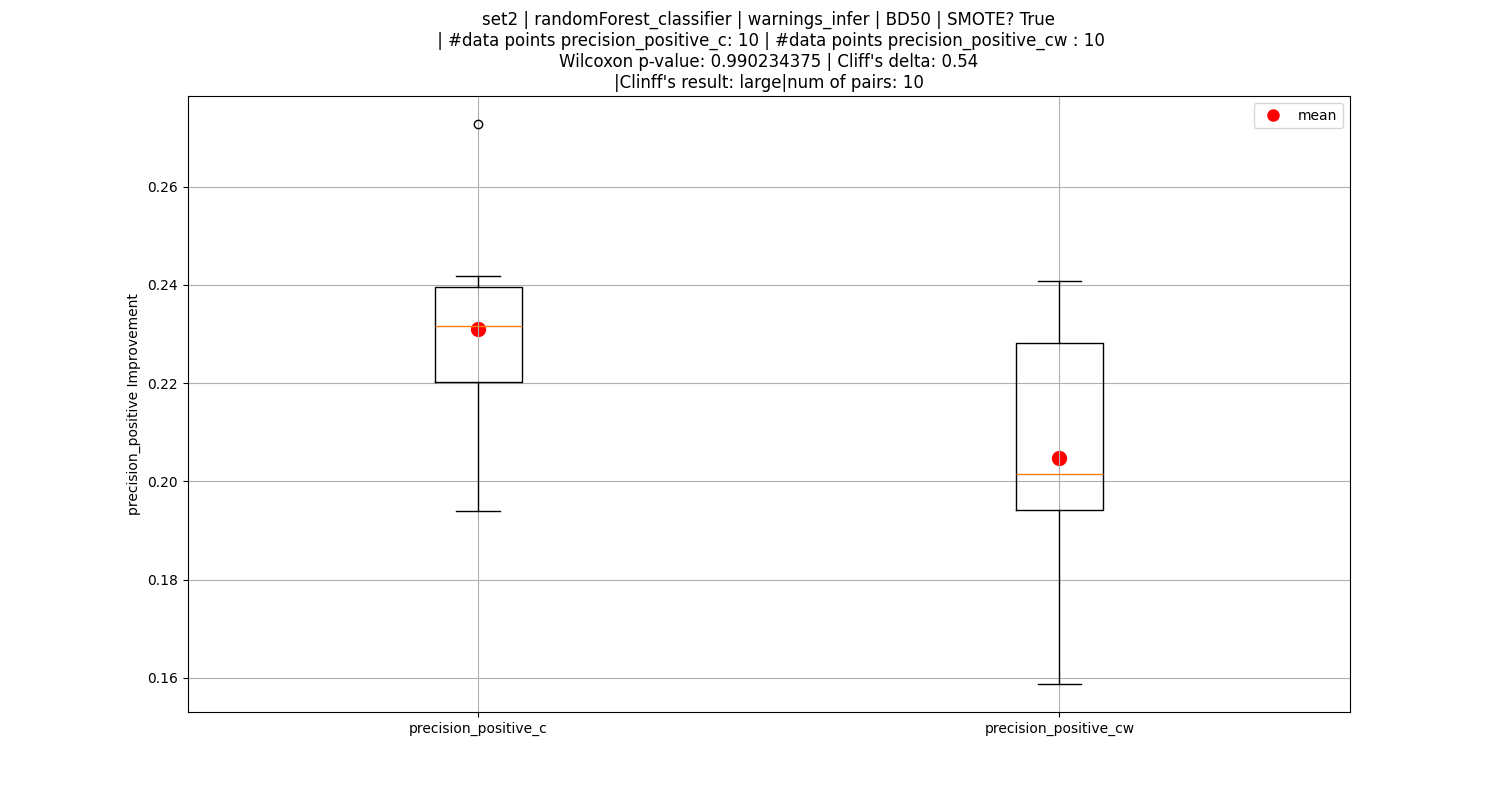 set2 | randomForest_classifier | warnings_infer | BD50 | SMOTE? True
| #data points precision_positive_c: 10 | #data points precision_positive_cw : 10
Wilcoxon p-value: 0.990234375 | Cliff's delta: 0.54
|Clinff's result: large|num of pairs: 10
mean
precision_positive Improvement
0.26
0.24
0.22
0.20
0.18
0.16
precision_positive_c
precision_positive_cw